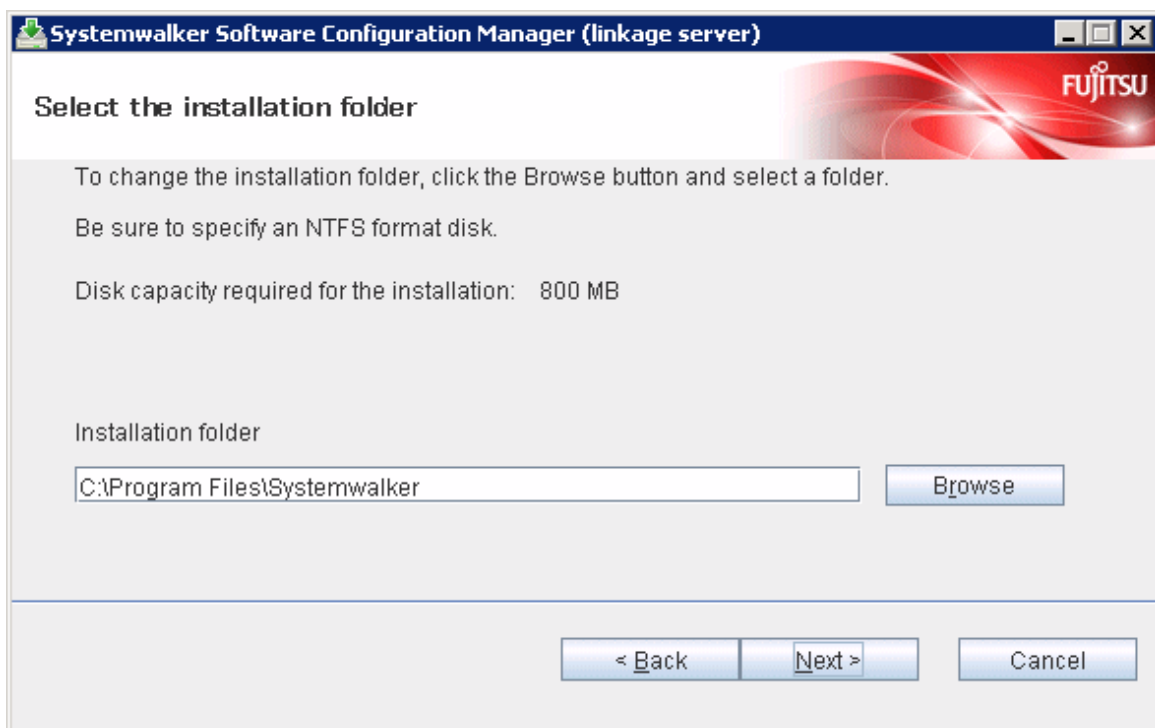 Systemwalker Software Configuration Manager (linkage server)
FUJITSU
Select the installation folder
To change the installation folder, click the Browse button and select a folder.
Be sure to specify an NTFS format disk.
Disk capacity required for the installation: 800 MB
Installation folder
C:\Program Files\Systemwalker
Browse
< Back
Next >
Cancel